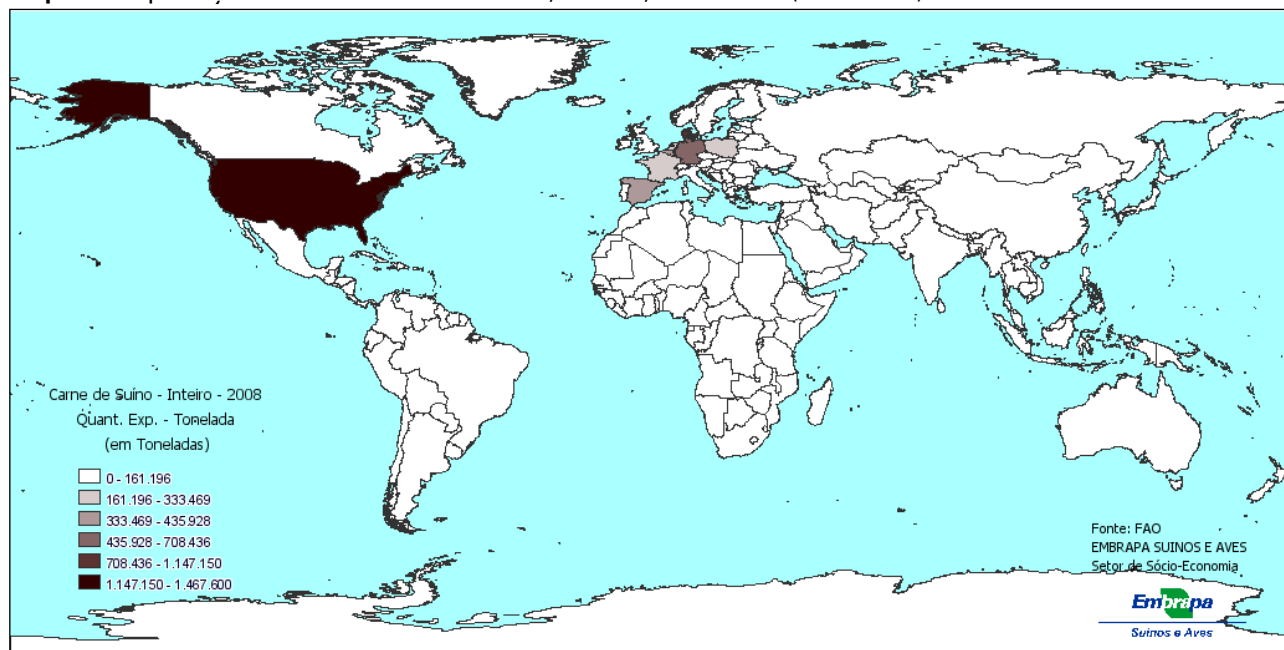 Carne de Suíno - Inteiro - 2008
Quant. Exp. - Tonelada
(em Toneladas)
0 - 161.196
161.196 - 333.469
333.469 - 435.928
435.928 - 708.436
708.436 - 1.147.150
1.147.150 - 1.467.600
Fonte: FAO
EMBRAPA SUINOS E AVES
Setor de Sócio-Economia
Embrapa
Suínos e Aves